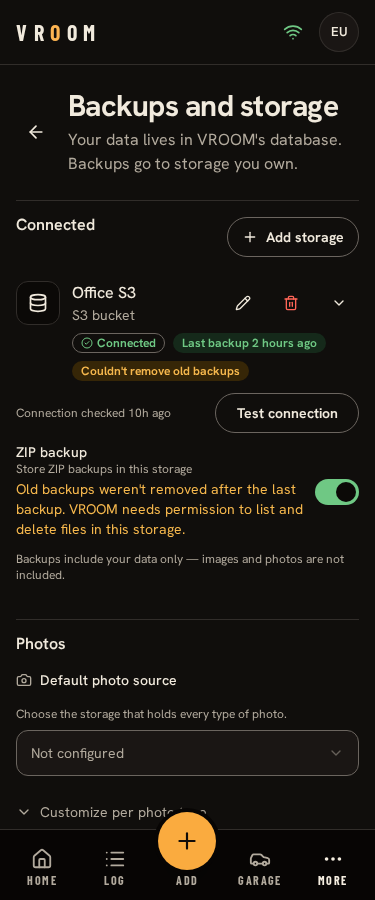 VROOM
EU
Backups and storage
Your data lives in VROOM's database.
Backups go to storage you own.
Connected
Add storage
Office S3
S3 bucket
Connected
Last backup 2 hours ago
Couldn't remove old backups
Connection checked 10h ago
Test connection
ZIP backup
Store ZIP backups in this storage
Old backups weren't removed after the last
backup. VROOM needs permission to list and
delete files in this storage.
Backups include your data only — images and photos are not
included.
Photos
Default photo source
Choose the storage that holds every type of photo.
Not configured
Customize per photo
HOME
LOG
ADD
GARAGE
MORE